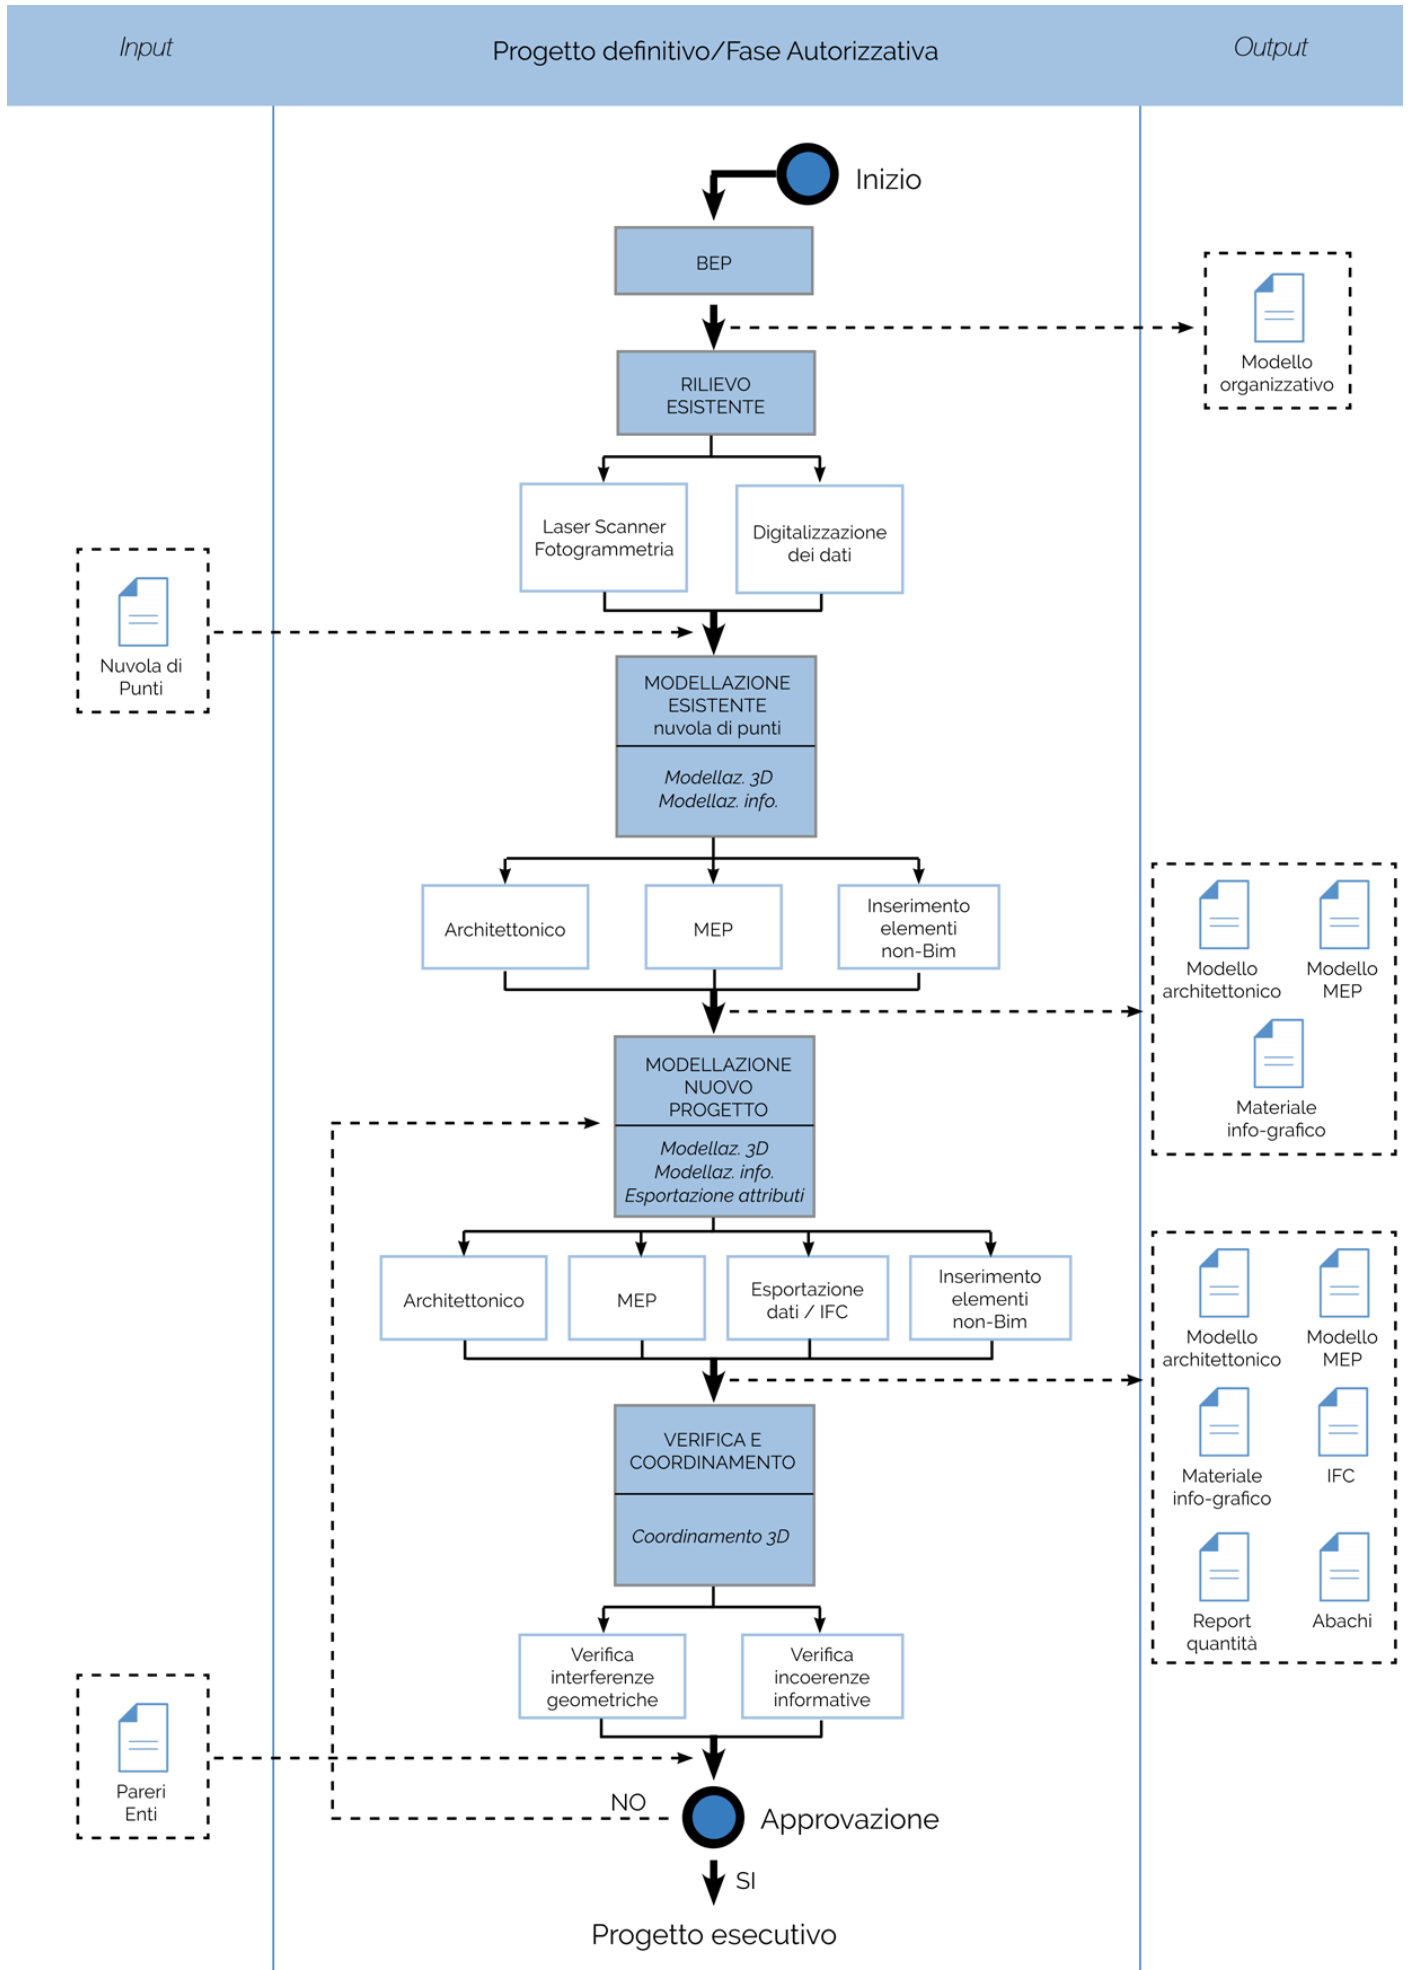 Input
Progetto definitivo/Fase Autorizzativa
Output
Inizio
BEP
Modello
organizzativo
RILIEVO
ESISTENTE
Laser Scanner
Fotogrammetria
Digitalizzazione
dei dati
Nuvola di
Punti
MODELLAZIONE
ESISTENTE
nuvola di punti
Modellaz. 3D
Modellaz. info.
Architettonico
MEP
Inserimento
elementi
non-Bim
Modello
architettonico
Modello
MEP
Materiale
info-grafico
MODELLAZIONE
NUOVO
PROGETTO
Modellaz. 3D
Modellaz. info.
Esportazione attributi
Architettonico
MEP
Esportazione
dati / IFC
Inserimento
elementi
non-Bim
Modello
architettonico
Modello
MEP
Materiale
info-grafico
IFC
Report
quantità
Abachi
VERIFICA E
COORDINAMENTO
Coordinamento 3D
Verifica
interferenze
geometriche
Verifica
incoerenze
informative
Pareri
Enti
NO
Approvazione
SI
Progetto esecutivo